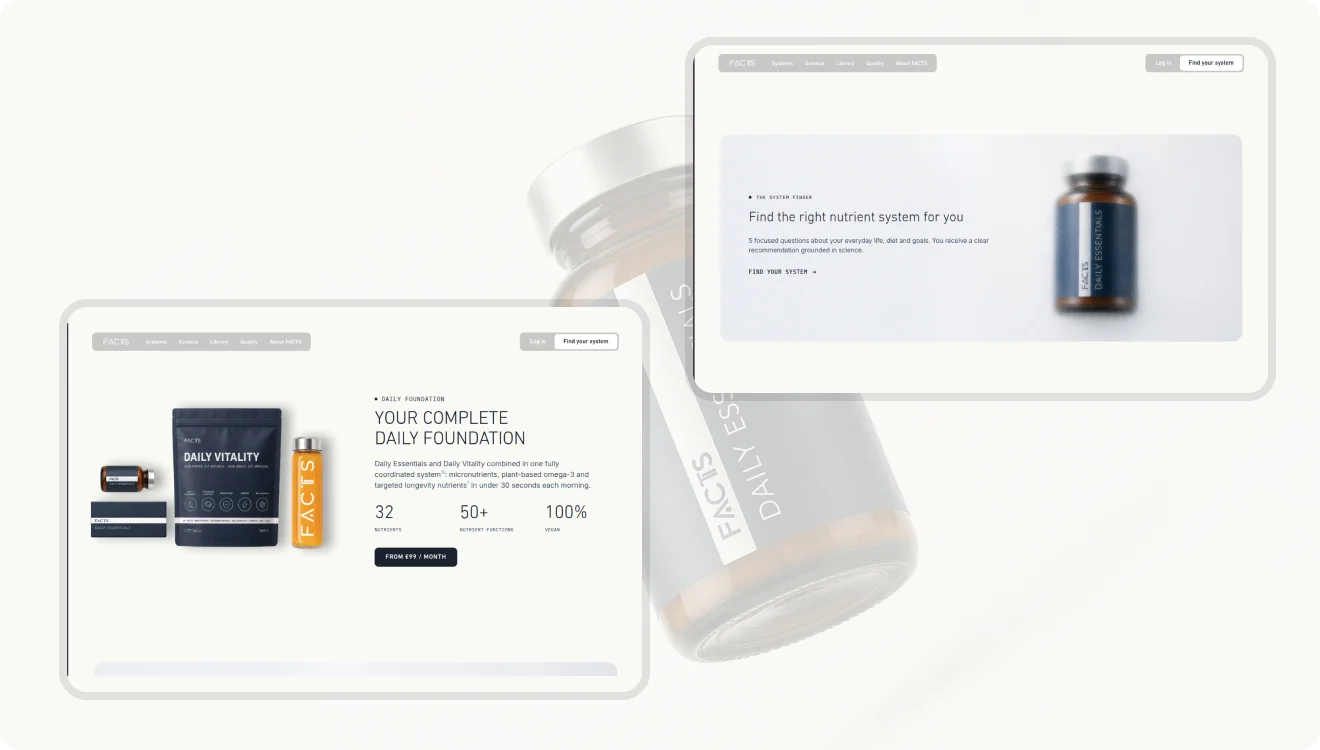 FACTS Systems Science Library Quality About FACTS
Log in Find your system
THE SYSTEM FINDER
Find the right nutrient system for you
5 focused questions about your everyday life, diet and goals. You receive a clear
recommendation grounded in science.
FIND YOUR SYSTEM →
FACTS
DAILY ESSENTIALS
FACTS
DAILY ESS
FACTS Systems Science Library Quality About FACTS
Log in Find your system
DAILY FOUNDATION
YOUR COMPLETE
DAILY FOUNDATION
Daily Essentials and Daily Vitality combined in one fully
coordinated system: micronutrients, plant-based omega-3 and
targeted longevity nutrients in under 30 seconds each morning.
32 50+ 100%
NUTRIENTS NUTRIENT FUNCTIONS VEGAN
FROM €99 / MONTH
FACTS
DAILY VITALITY
FACTS
FACTS
DAILY ESSENTIALS